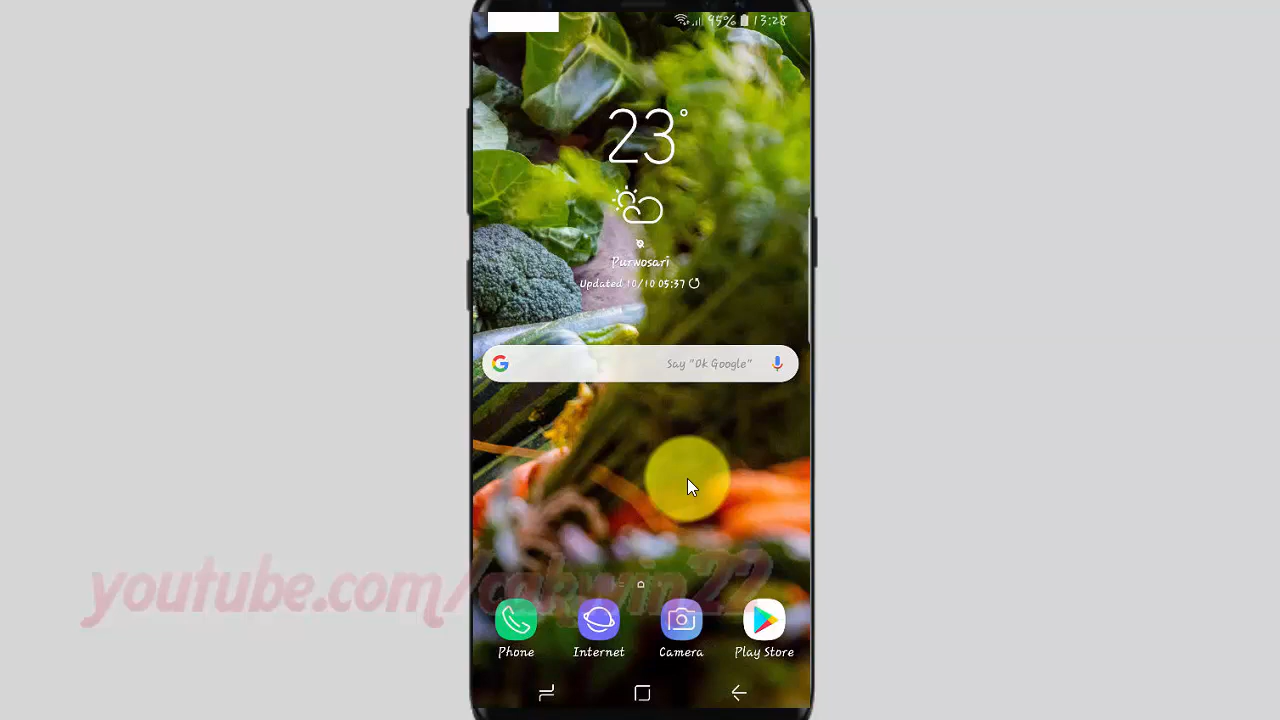 95% 13:28
23°
Purwosari
Updated 10/10 05:37
Say "Ok Google"
youtube.com/cakwin22
Phone Internet Camera Play Store